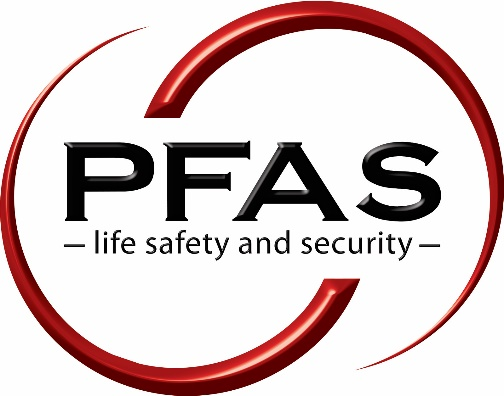 PFAS
– life safety and security –